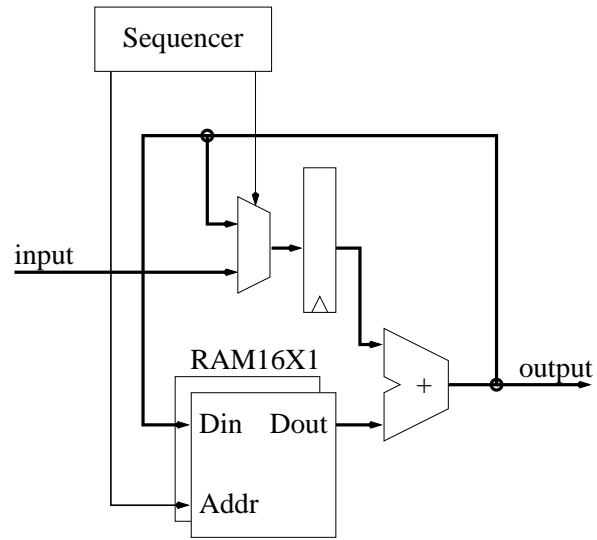 Sequencer
input
RAM16X1
+
output
Din
Dout
Addr